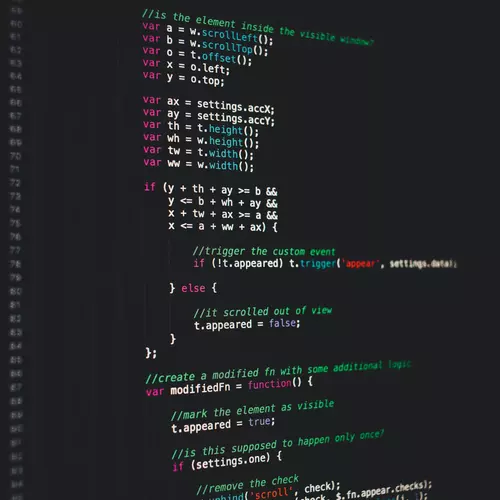 //is the element inside the visible window?
var a = w.scrollLeft();
var b = w.scrollTop();
var o = t.offset();
var x = o.left;
var y = o.top;
var ax = settings.accX;
var ay = settings.accY;
var th = t.height();
var wh = w.height();
var tw = t.width();
var ww = w.width();
if (y + th + ay >= b &&
y <= b + wh + ay &&
x + tw + ax >= a &&
x <= a + ww + ax) {
//trigger the custom event
if (!t.appeared) t.trigger('appear', settings.data);
} else {
//it scrolled out of view
t.appeared = false;
}
};
//create a modified fn with some additional logic
var modifiedFn = function() {
//mark the element as visible
t.appeared = true;
//is this supposed to happen only once?
if (settings.one) {
//remove the check
'scroll', check);
check, $.fn.appear.checks);